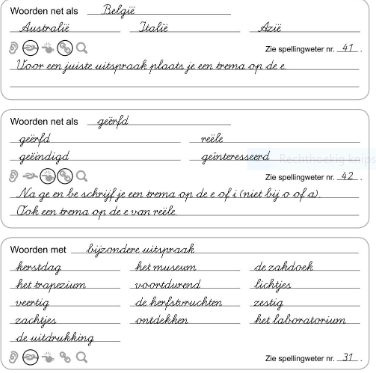 Woorden net als België
Australië Italië Azië
Zie spellingweter nr. 41 .
Voor een juiste uitspraak plaats je een trema op de e.
Woorden net als geërfd
geërfd reële
geëindigd geïnteresseerd
Rechthoekig knips
Zie spellingweter nr. 42 .
Na ge en be schrijf je een trema op de e of i (niet bij o of a).
Ook een trema op de e van reële.
Woorden met bijzondere uitspraak
kerstdag het museum de zakdoek
het trapezium voortdurend lichtjes
veertig de herfstvruchten zestig
zachtjes ontdekken het laboratorium
de uitdrukking
Zie spellingweter nr. 31 .